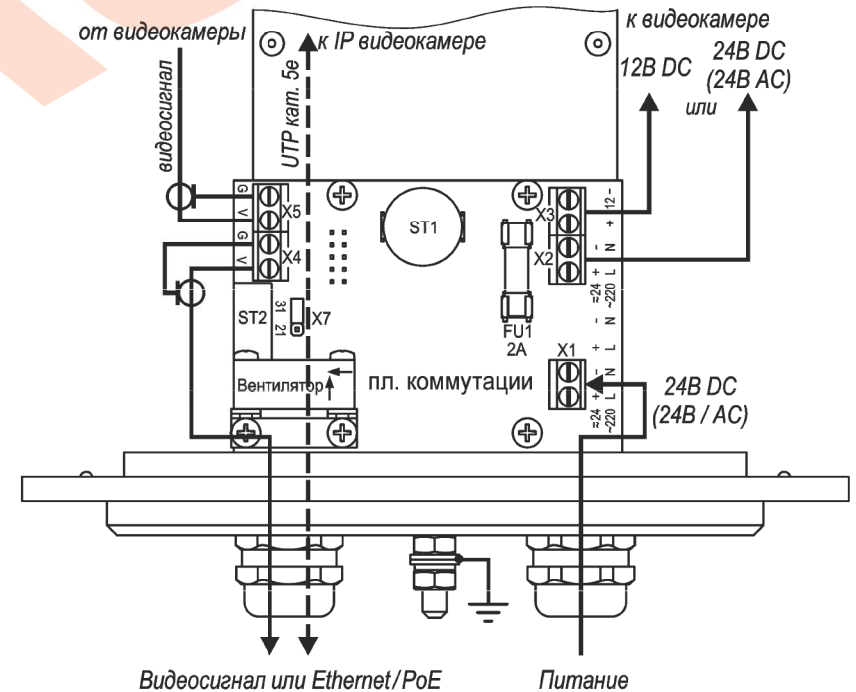 от видеокамеры
к IP видеокамере
к видеокамере
12В DC
24В DC
(24В AC)
или
видеосигнал
UTP кат. 5е
G
V
X5
G
V
X4
ST1
X3
12 -
+
X2
- N
+ L
=24
~220
ST2
31
21
X7
FU1
2A
- N
+ L
X1
Вентилятор
пл. коммутации
- N
+ L
=24
~220
24В DC
(24В / AC)
Видеосигнал или Ethernet/PoE
Питание